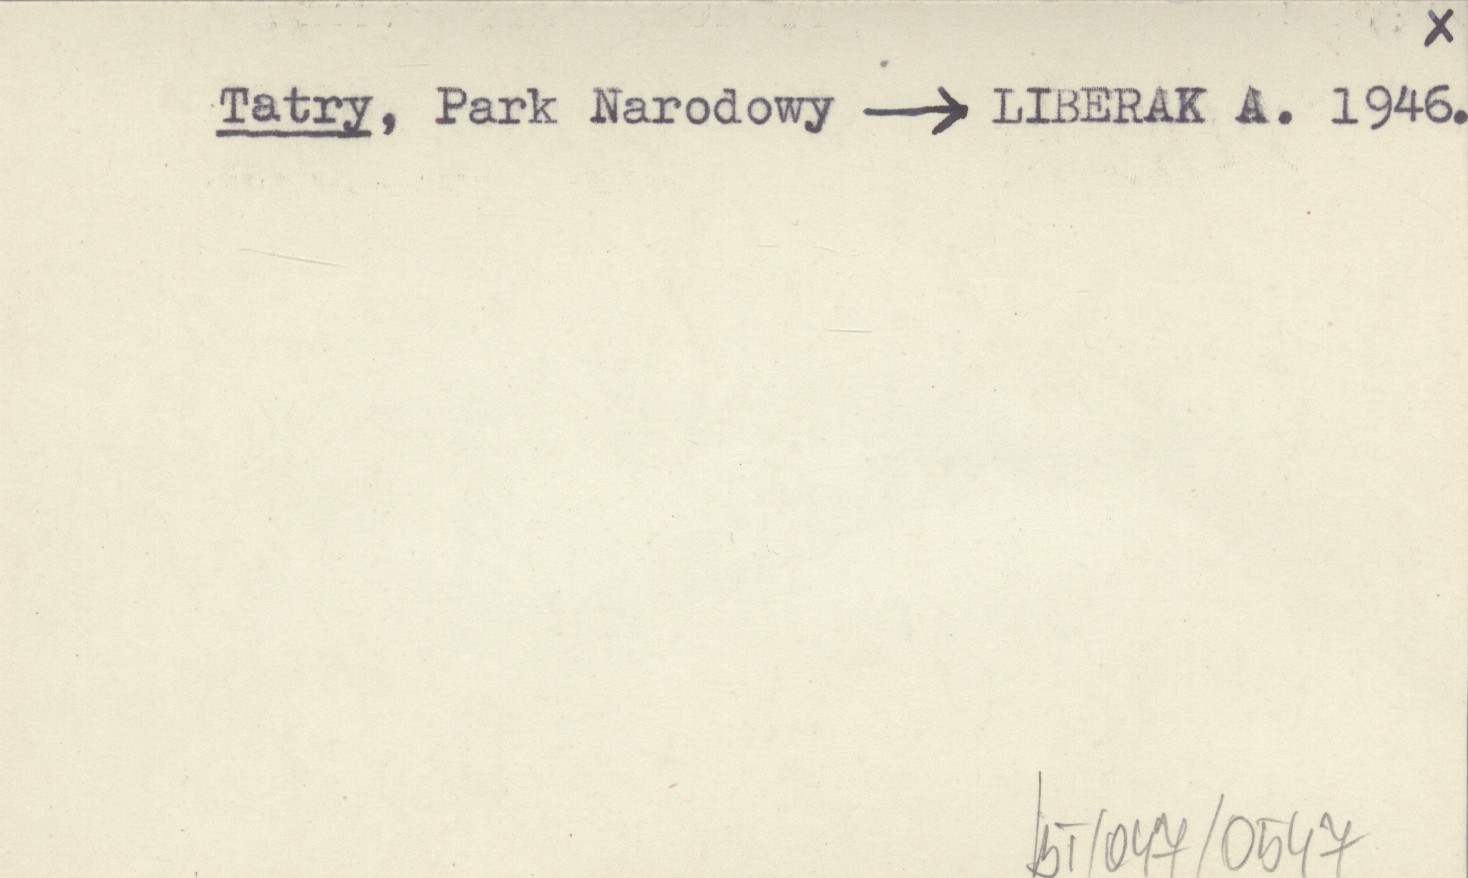 x
Tatry, Park Narodowy → LIBERAK A. 1946.
BT/047/0547